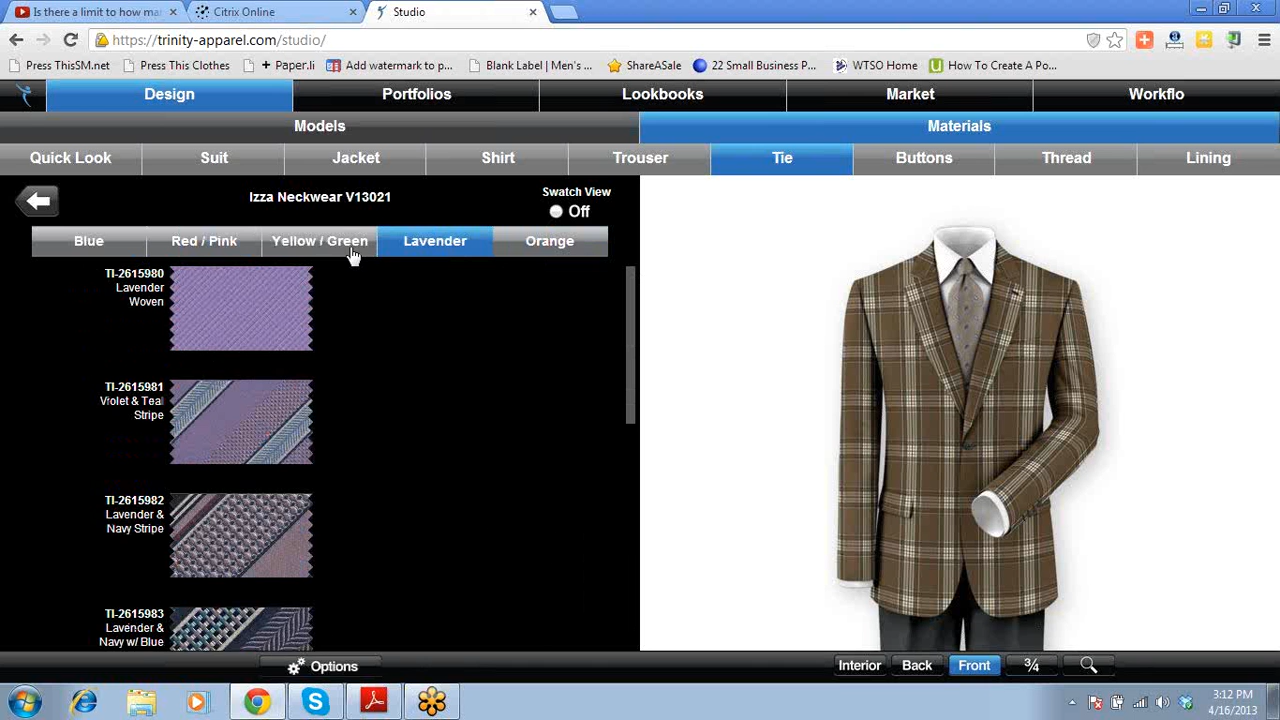 Is there a limit to how ma
Citrix Online
Studio
https://trinity-apparel.com/studio/
Press ThisSM.net
Press This Clothes
+ Paper.li
Add watermark to p...
Blank Label | Men's ...
ShareASale
22 Small Business P...
WTSO Home
How To Create A Po...
Design
Portfolios
Lookbooks
Market
Workflo
Models
Materials
Quick Look
Suit
Jacket
Shirt
Trouser
Tie
Buttons
Thread
Lining
Izza Neckwear V13021
Swatch View
Off
Blue
Red / Pink
Yellow / Green
Lavender
Orange
TI-2615980
Lavender
Woven
TI-2615981
Violet & Teal
Stripe
TI-2615982
Lavender &
Navy Stripe
TI-2615983
Lavender &
Navy w/ Blue
Options
Interior
Back
Front
¾
3:12 PM
4/16/2013